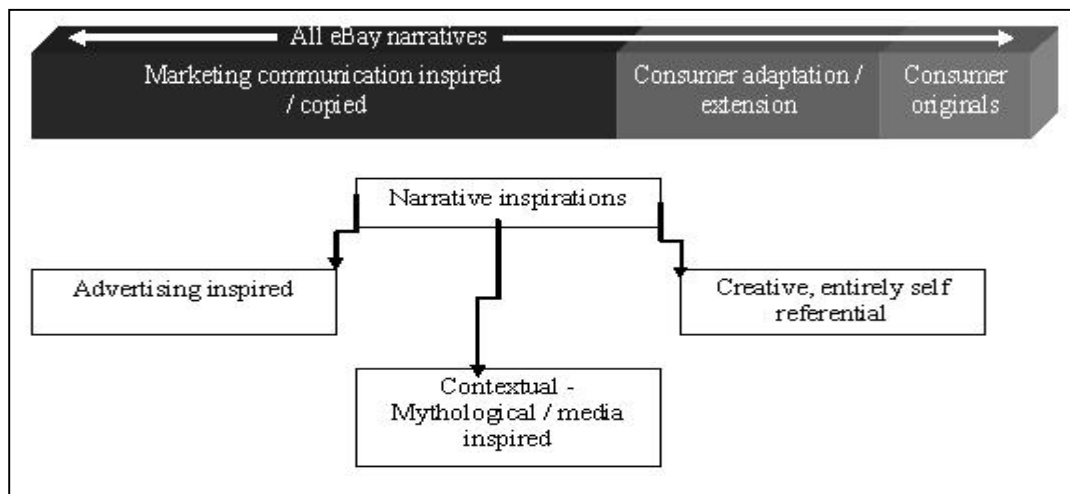 All eBay narratives
Marketing communication inspired
/ copied
Consumer adaptation /
extension
Consumer
originals
Narrative inspirations
Advertising inspired
Creative, entirely self
referential
Contextual -
Mythological / media
inspired